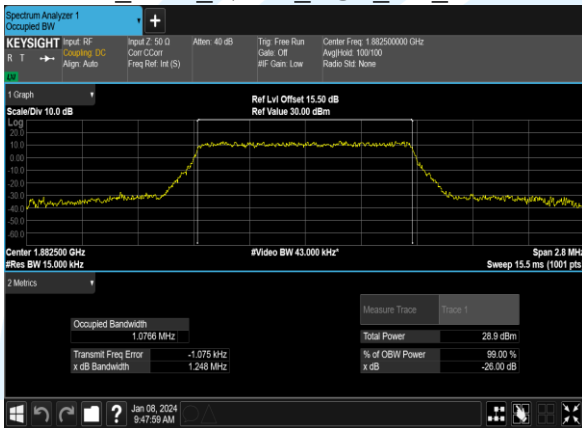 Spectrum Analyzer 1
Occupied BW
KEYSIGHT
R T
LV
Input: RF
Coupling: DC
Align: Auto
Input Z: 50 Ω
Corr CCorr
Freq Ref: Int (S)
Atten: 40 dB
Trig: Free Run
Gate: Off
#IF Gain: Low
Center Freq: 1.882500000 GHz
Avg|Hold: 100/100
Radio Std: None
1 Graph
Scale/Div 10.0 dB
Ref Lvl Offset 15.50 dB
Ref Value 30.00 dBm
Log
20.0
10.0
0.00
-10.0
-20.0
-30.0
-40.0
-50.0
-60.0
Center 1.882500 GHz
#Res BW 15.000 kHz
#Video BW 43.000 kHz*
Span 2.8 MHz
Sweep 15.5 ms (1001 pts)
2 Metrics
Measure Trace Trace 1
Occupied Bandwidth
1.0766 MHz
Total Power 28.9 dBm
Transmit Freq Error -1.075 kHz
% of OBW Power 99.00 %
x dB Bandwidth 1.248 MHz
x dB -26.00 dB
Jan 08, 2024
9:47:59 AM